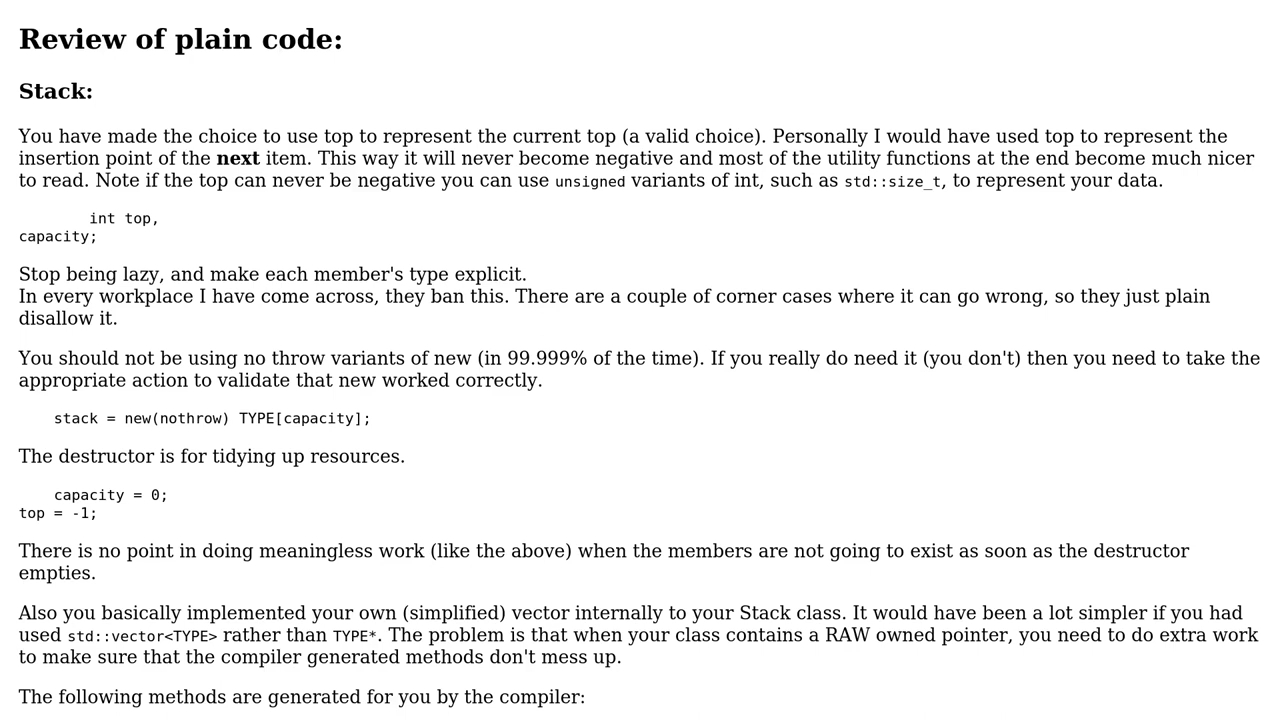 Review of plain code:
Stack:
You have made the choice to use top to represent the current top (a valid choice). Personally I would have used top to represent the
insertion point of the next item. This way it will never become negative and most of the utility functions at the end become much nicer
to read. Note if the top can never be negative you can use unsigned variants of int, such as std::size_t, to represent your data.
int top,
capacity;
Stop being lazy, and make each member's type explicit.
In every workplace I have come across, they ban this. There are a couple of corner cases where it can go wrong, so they just plain
disallow it.
You should not be using no throw variants of new (in 99.999% of the time). If you really do need it (you don't) then you need to take the
appropriate action to validate that new worked correctly.
stack = new(nothrow) TYPE[capacity];
The destructor is for tidying up resources.
capacity = 0;
top = -1;
There is no point in doing meaningless work (like the above) when the members are not going to exist as soon as the destructor
empties.
Also you basically implemented your own (simplified) vector internally to your Stack class. It would have been a lot simpler if you had
used std::vector<TYPE> rather than TYPE*. The problem is that when your class contains a RAW owned pointer, you need to do extra work
to make sure that the compiler generated methods don't mess up.
The following methods are generated for you by the compiler: